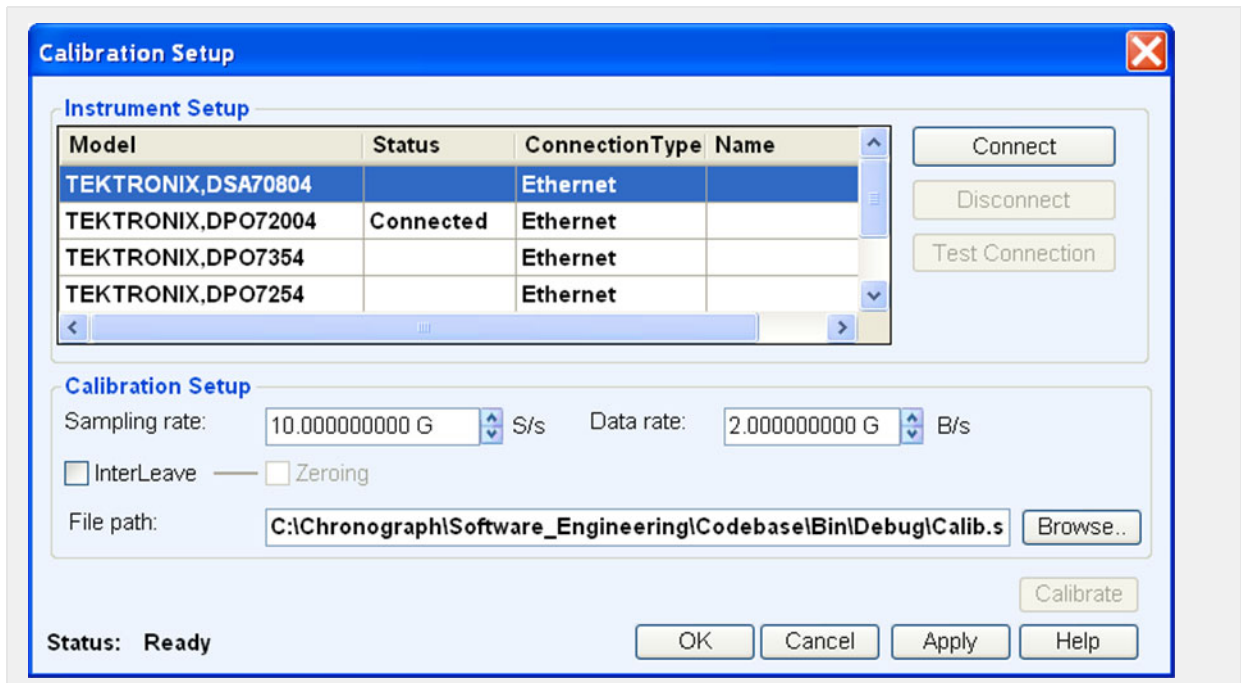 Calibration Setup
Instrument Setup
Model Status ConnectionType Name
TEKTRONIX,DSA70804 Ethernet
TEKTRONIX,DPO72004 Connected Ethernet
TEKTRONIX,DPO7354 Ethernet
TEKTRONIX,DPO7254 Ethernet
Connect
Disconnect
Test Connection
Calibration Setup
Sampling rate: 10.000000000 G S/s Data rate: 2.000000000 G B/s
InterLeave Zeroing
File path: C:\Chronograph\Software_Engineering\Codebase\Bin\Debug\Calib.s Browse..
Calibrate
Status: Ready OK Cancel Apply Help